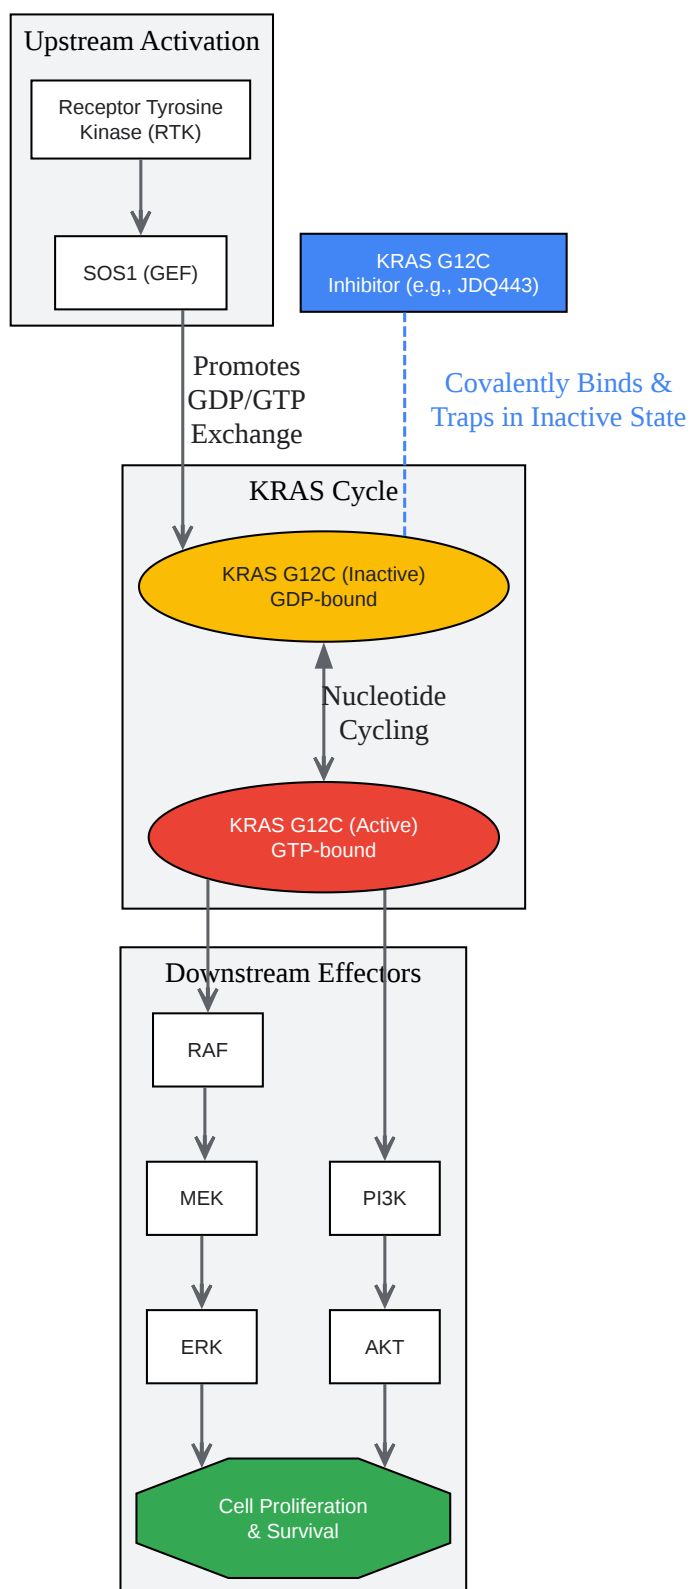 Upstream Activation
Receptor Tyrosine
Kinase (RTK)
SOS1 (GEF)
KRAS G12C
Inhibitor (e.g., JDQ443)
Promotes
GDP/GTP
Exchange
Covalently Binds &
Traps in Inactive State
KRAS Cycle
KRAS G12C (Inactive)
GDP-bound
Nucleotide
Cycling
KRAS G12C (Active)
GTP-bound
Downstream Effectors
RAF
MEK
PI3K
ERK
AKT
Cell Proliferation
& Survival